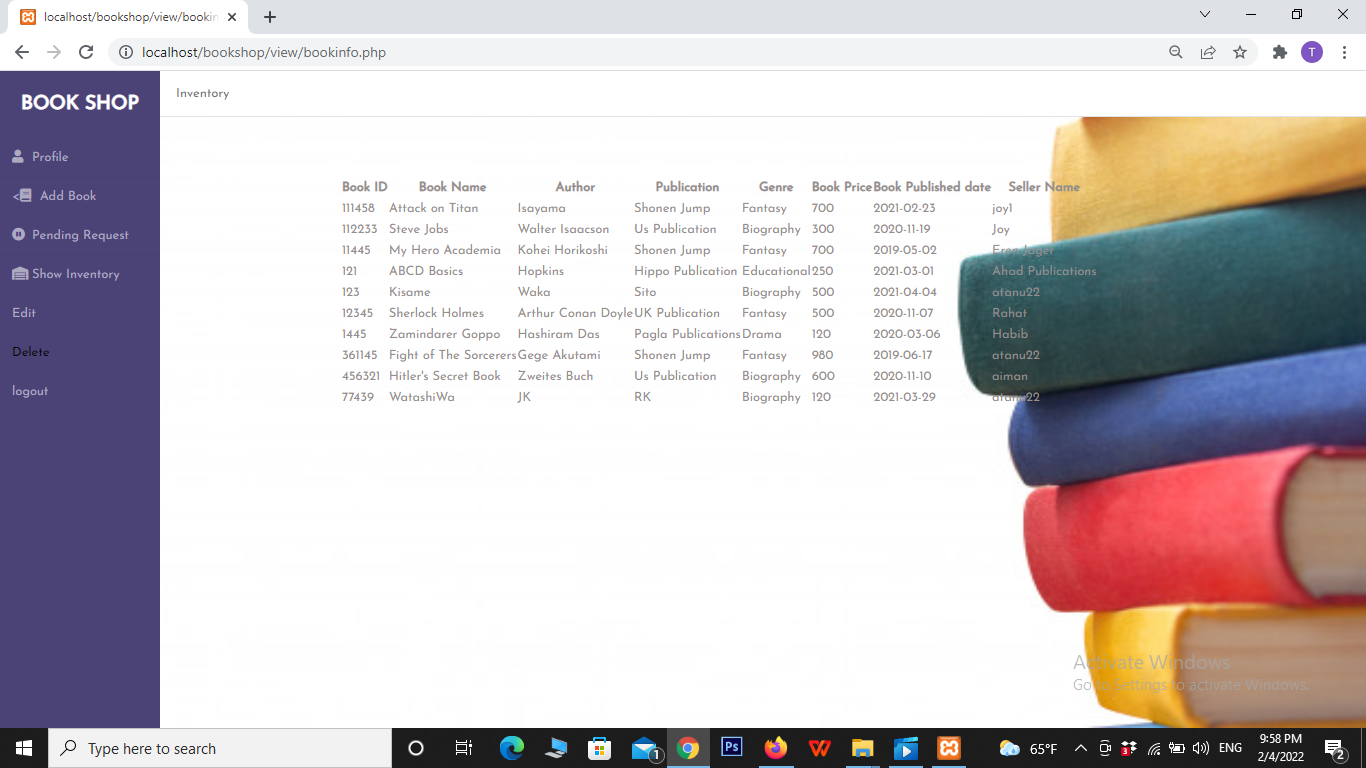 localhost/bookshop/view/bookin
localhost/bookshop/view/bookinfo.php
T
BOOK SHOP
Inventory
Profile
Add Book
Pending Request
Show Inventory
Edit
Delete
logout
Book ID Book Name Author Publication Genre Book Price Book Published date Seller Name
111458 Attack on Titan Isayama Shonen Jump Fantasy 700 2021-02-23 joy1
112233 Steve Jobs Walter Isaacson Us Publication Biography 300 2020-11-19 Joy
11445 My Hero Academia Kohei Horikoshi Shonen Jump Fantasy 700 2019-05-02 Eren Jager
121 ABCD Basics Hopkins Hippo Publication Educational 250 2021-03-01 Ahad Publications
123 Kisame Waka Sito Biography 500 2021-04-04 atanu22
12345 Sherlock Holmes Arthur Conan Doyle UK Publication Fantasy 500 2020-11-07 Rahat
1445 Zamindarer Goppo Hashiram Das Pagla Publications Drama 120 2020-03-06 Habib
361145 Fight of The Sorcerers Gege Akutami Shonen Jump Fantasy 980 2019-06-17 atanu22
456321 Hitler's Secret Book Zweites Buch Us Publication Biography 600 2020-11-10 aiman
77439 WatashiWa JK RK Biography 120 2021-03-29 atanu22
Activate Windows
Go to Settings to activate Windows.
Type here to search
1
Ps
W
65°F
3
ENG
9:58 PM
2/4/2022
2